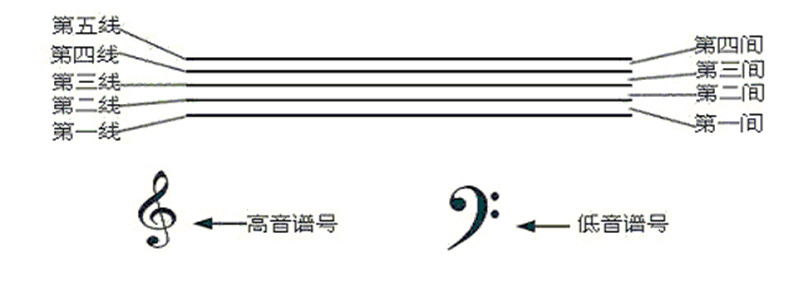 第五线
第四线
第三线
第二线
第一线
第四间
第三间
第二间
第一间
高音谱号
低音谱号